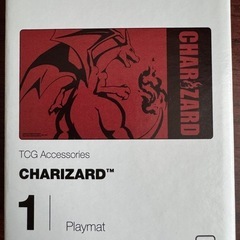 CHARIZARD
TCG Accessories
CHARIZARD™
1
Playmat